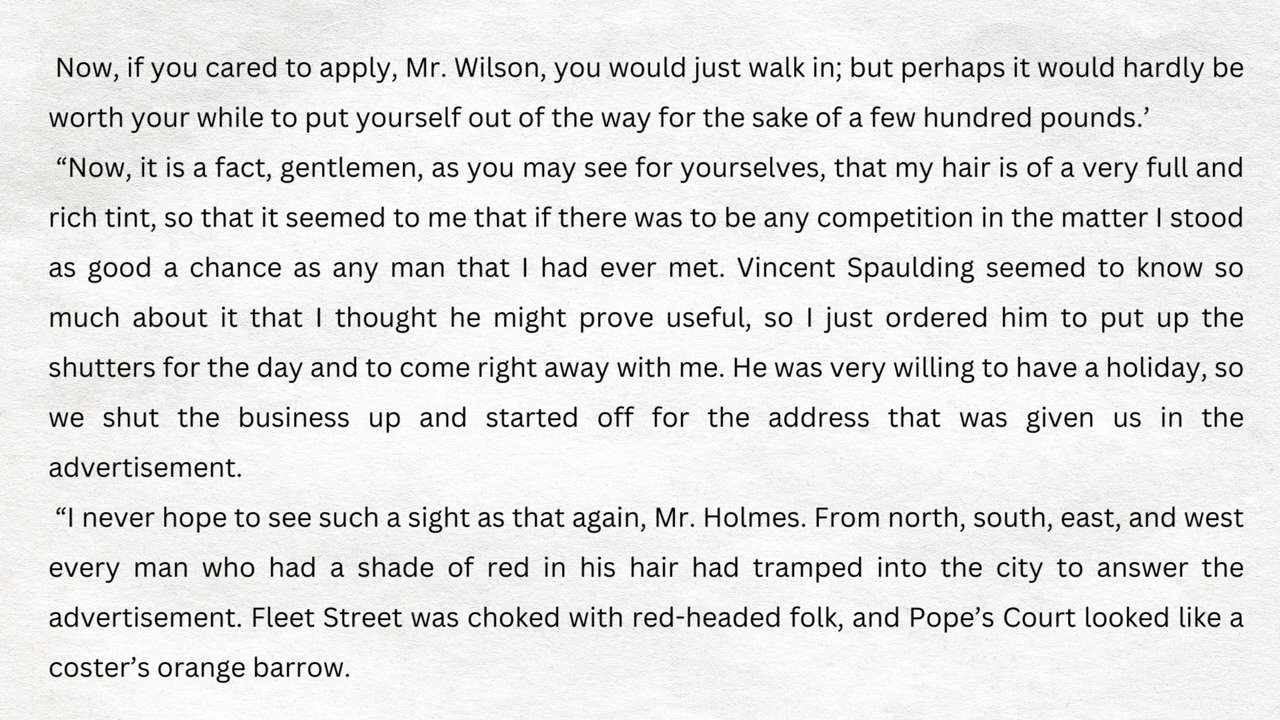 Now, if you cared to apply, Mr. Wilson, you would just walk in; but perhaps it would hardly be
worth your while to put yourself out of the way for the sake of a few hundred pounds.’
“Now, it is a fact, gentlemen, as you may see for yourselves, that my hair is of a very full and
rich tint, so that it seemed to me that if there was to be any competition in the matter I stood
as good a chance as any man that I had ever met. Vincent Spaulding seemed to know so
much about it that I thought he might prove useful, so I just ordered him to put up the
shutters for the day and to come right away with me. He was very willing to have a holiday, so
we shut the business up and started off for the address that was given us in the
advertisement.
“I never hope to see such a sight as that again, Mr. Holmes. From north, south, east, and west
every man who had a shade of red in his hair had tramped into the city to answer the
advertisement. Fleet Street was choked with red-headed folk, and Pope’s Court looked like a
coster’s orange barrow.